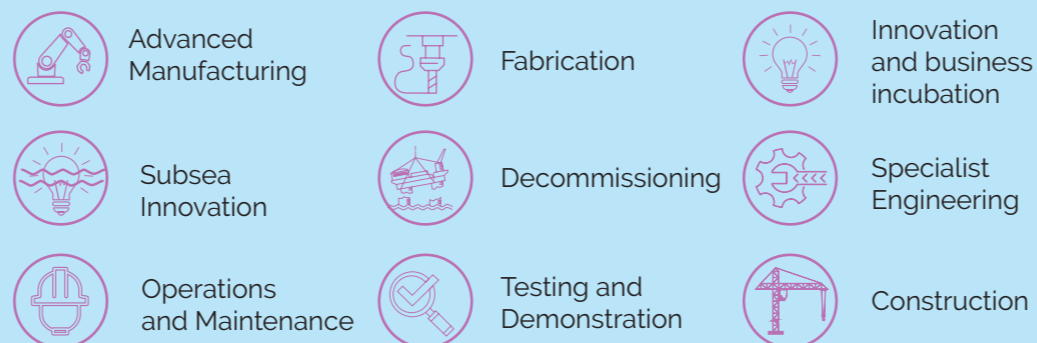 Advanced
Manufacturing
Fabrication
Innovation
and business
incubation
Subsea
Innovation
Decommissioning
Specialist
Engineering
Operations
and Maintenance
Testing and
Demonstration
Construction